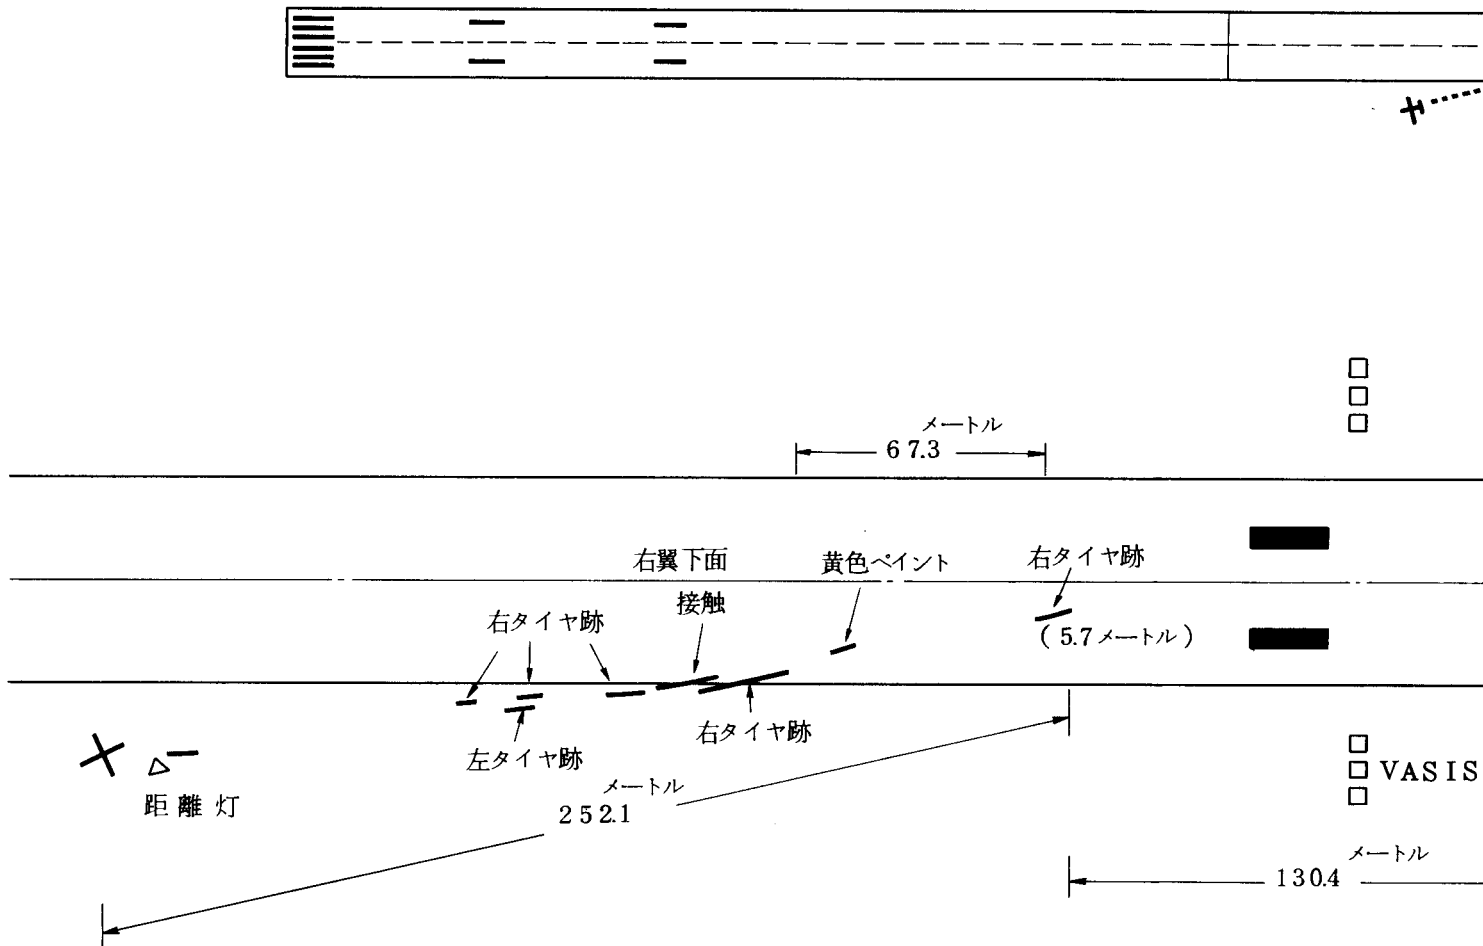 メートル
67.3
右翼下面
接触
黄色ペイント
右タイヤ跡
(5.7メートル)
右タイヤ跡
右タイヤ跡
左タイヤ跡
距離灯
メートル
252.1
VASIS
メートル
130.4